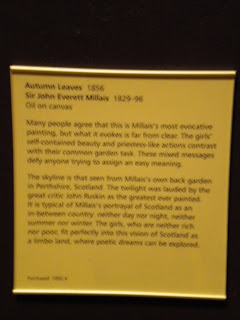 Autumn Leaves 1856
Sir John Everett Millais 1829-96
Oil on canvas
Many people agree that this is Millais's most evocative
painting, but what it evokes is far from clear. The girls'
self-contained beauty and priestess-like actions contrast
with their common garden task. These mixed messages
defy anyone trying to assign an easy meaning.
The skyline is that seen from Millais's own back garden
in Perthshire, Scotland. The twilight was lauded by the
great critic John Ruskin as the greatest ever painted.
It is typical of Millais's portrayal of Scotland as an
in-between country: neither day nor night, neither
summer nor winter. The girls, who are neither rich
nor poor, fit perfectly into this vision of Scotland as
a limbo land, where poetic dreams can be explored.
Purchased